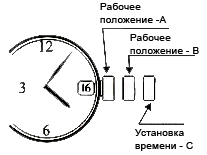 Рабочее
положение -А
Рабочее
положение - В
12
3
16
6
Установка
времени - С